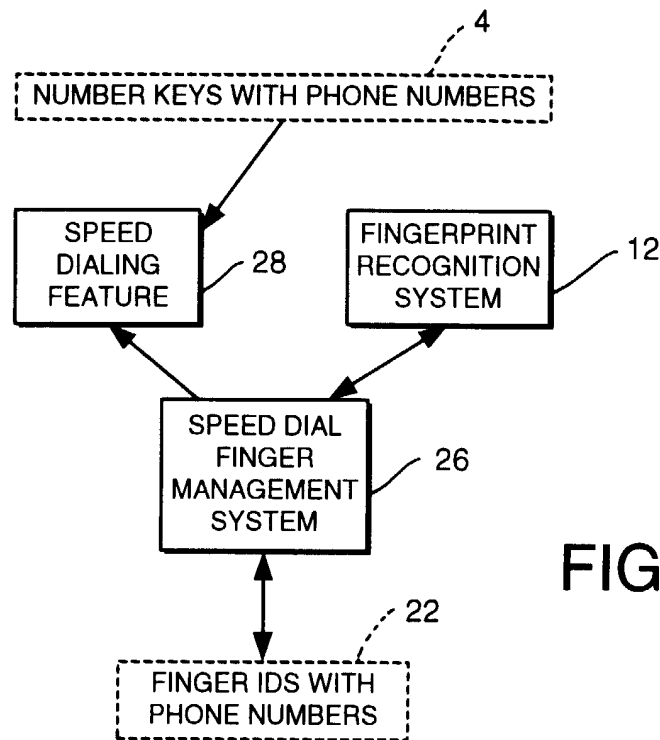 4
NUMBER KEYS WITH PHONE NUMBERS
SPEED
DIALING
FEATURE
28
FINGERPRINT
RECOGNITION
SYSTEM
12
SPEED DIAL
FINGER
MANAGEMENT
SYSTEM
26
FIG
22
FINGER IDS WITH
PHONE NUMBERS